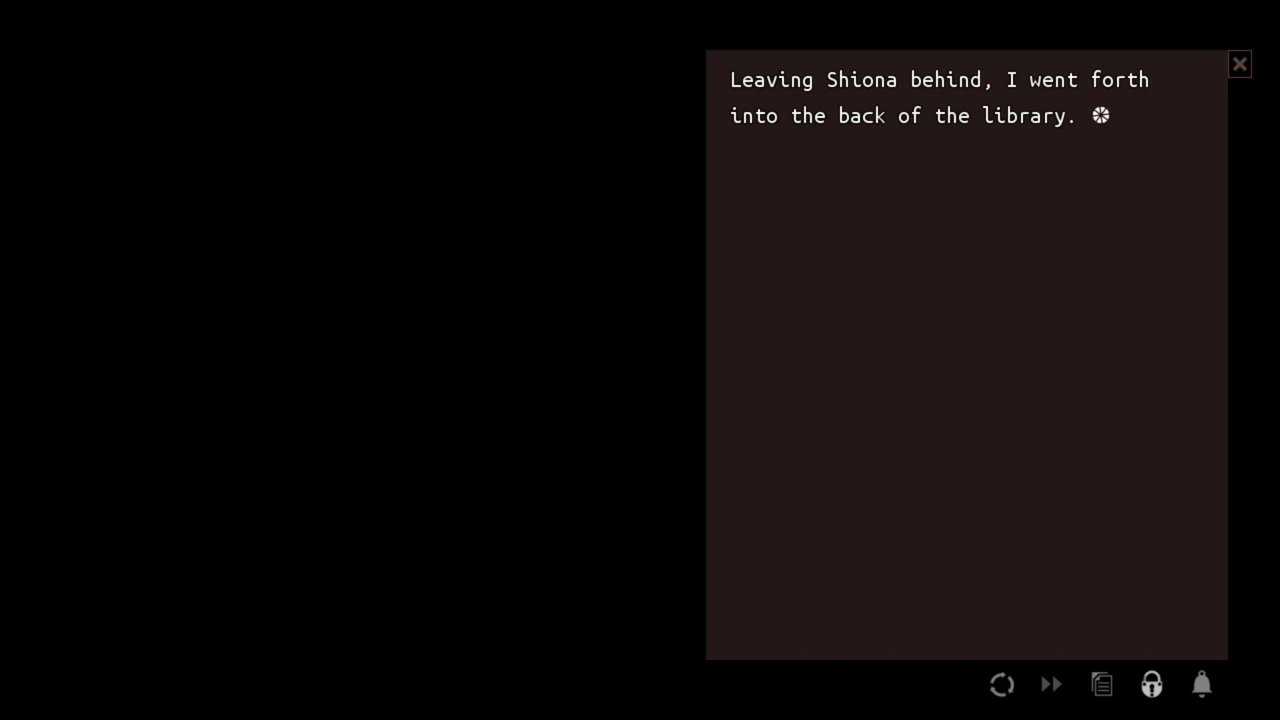 Leaving Shiona behind, I went forth
into the back of the library.